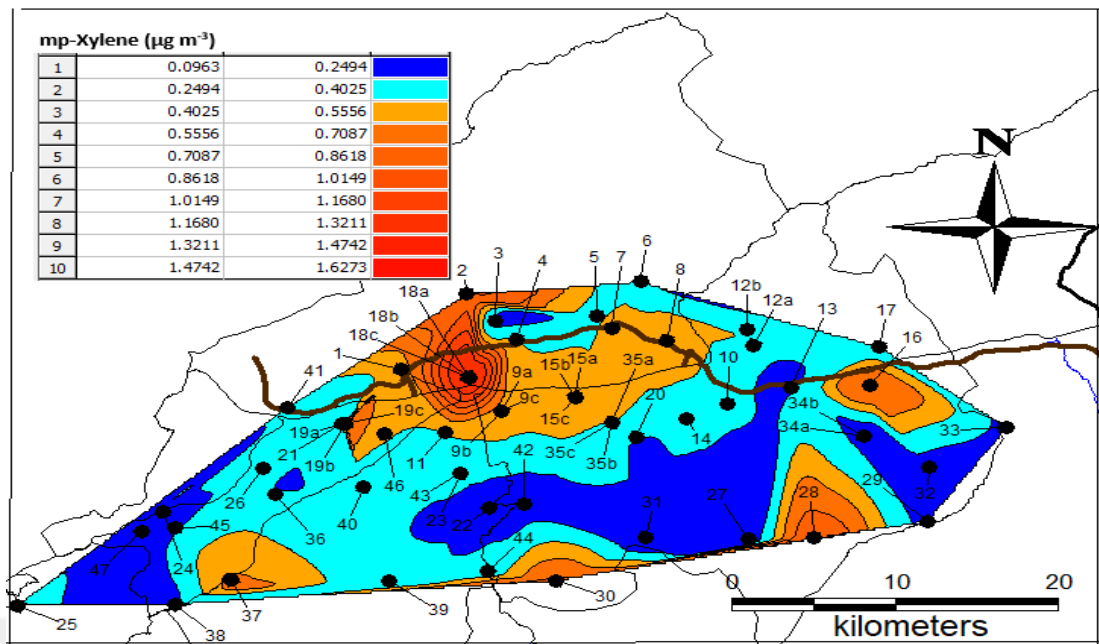 mp-Xylene (µg m⁻³)
1 0.0963 0.2494
2 0.2494 0.4025
3 0.4025 0.5556
4 0.5556 0.7087
5 0.7087 0.8618
6 0.8618 1.0149
7 1.0149 1.1680
8 1.1680 1.3211
9 1.3211 1.4742
10 1.4742 1.6273
N
2
3
4
5
7
6
8
12b
12a
13
17
16
18a
18b
18c
1
41
15b
15a
35a
10
9a
9c
15c
20
34b
34a
33
19c
19a
21
19b
46
11
9b
42
35c
35b
14
26
36
40
43
23
22
31
27
28
29
32
47
45
24
44
25
38
37
39
30
0 10 20
kilometers